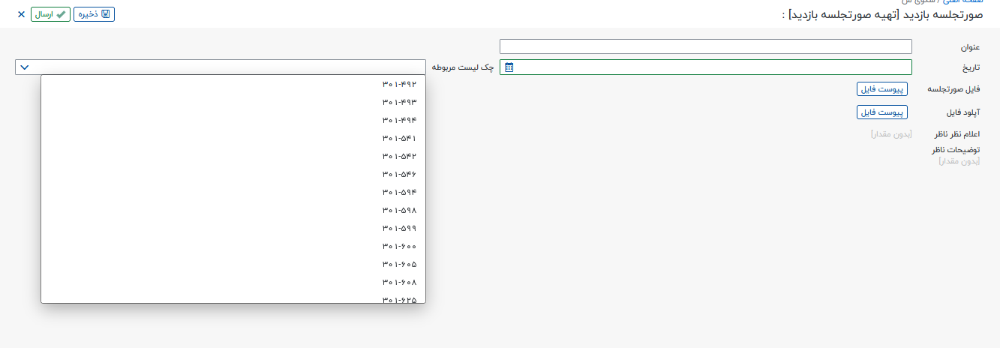 صفحه اصلی / سکوی س
صورتجلسه بازدید [تهیه صورتجلسه بازدید] :
ذخیره
ارسال
عنوان
تاریخ
چک لیست مربوطه
۳۰۱-۴۹۲
۳۰۱-۴۹۳
۳۰۱-۴۹۴
۳۰۱-۵۴۱
۳۰۱-۵۴۲
۳۰۱-۵۴۶
۳۰۱-۵۹۴
۳۰۱-۵۹۸
۳۰۱-۵۹۹
۳۰۱-۶۰۰
۳۰۱-۶۰۵
۳۰۱-۶۰۸
۳۰۱-۶۲۵
فایل صورتجلسه
پیوست فایل
آپلود فایل
پیوست فایل
اعلام نظر ناظر
[بدون مقدار]
توضیحات ناظر
[بدون مقدار]